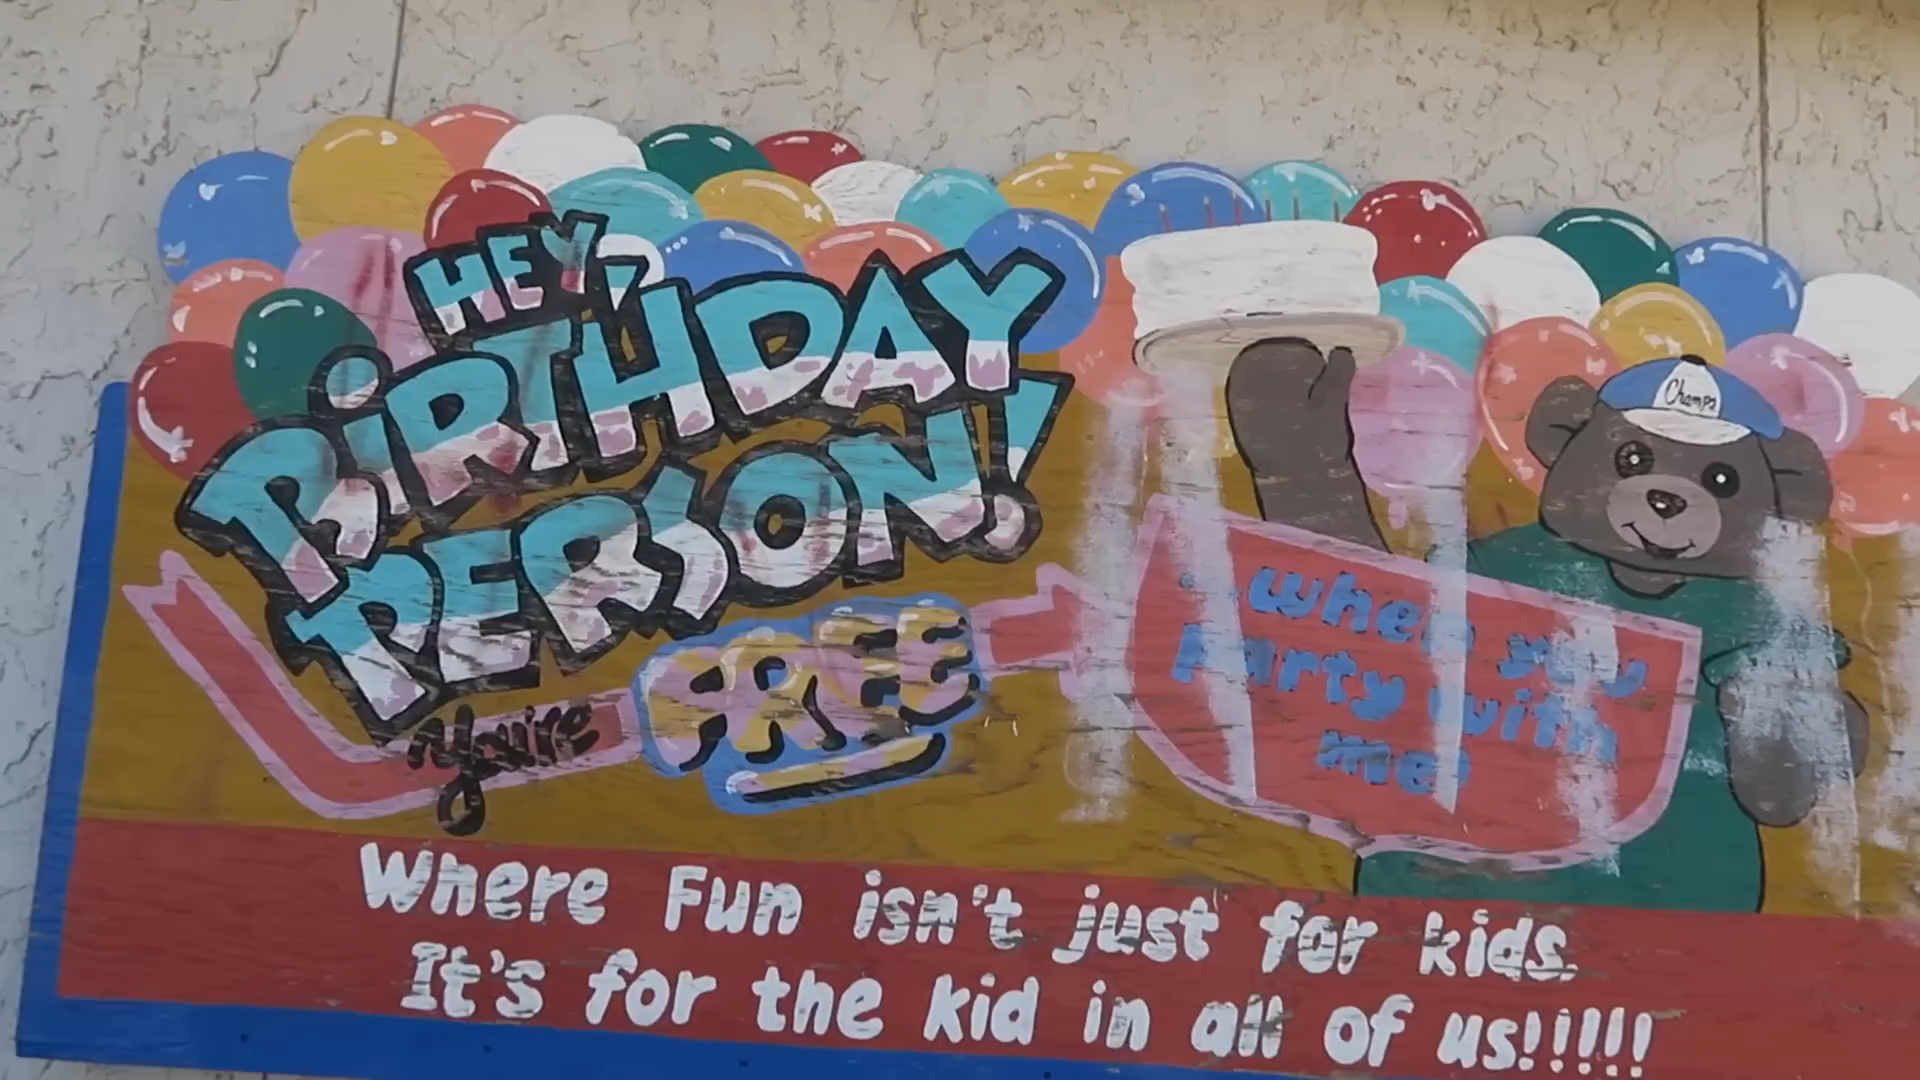 HEY,
BIRTHDAY
PERSON!
You're FREE
when you
party with
me!
Champs
Where Fun isn't just for kids.
It's for the kid in all of us!!!!!